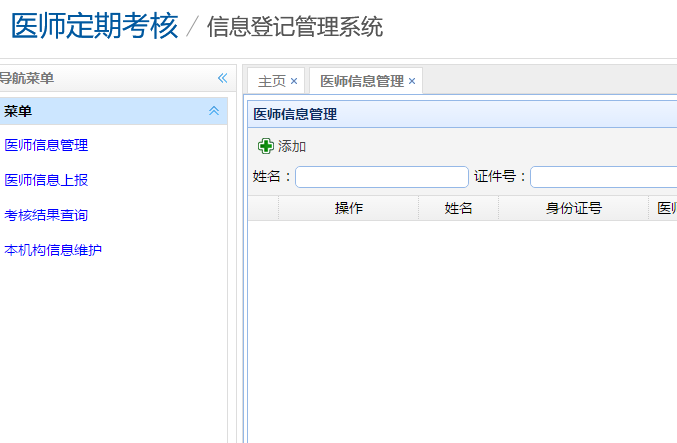 医师定期考核 / 信息登记管理系统
导航菜单
主页 × 医师信息管理 ×
菜单
医师信息管理
添加
医师信息管理
医师信息上报
姓名： 证件号：
考核结果查询
操作 姓名 身份证号
本机构信息维护